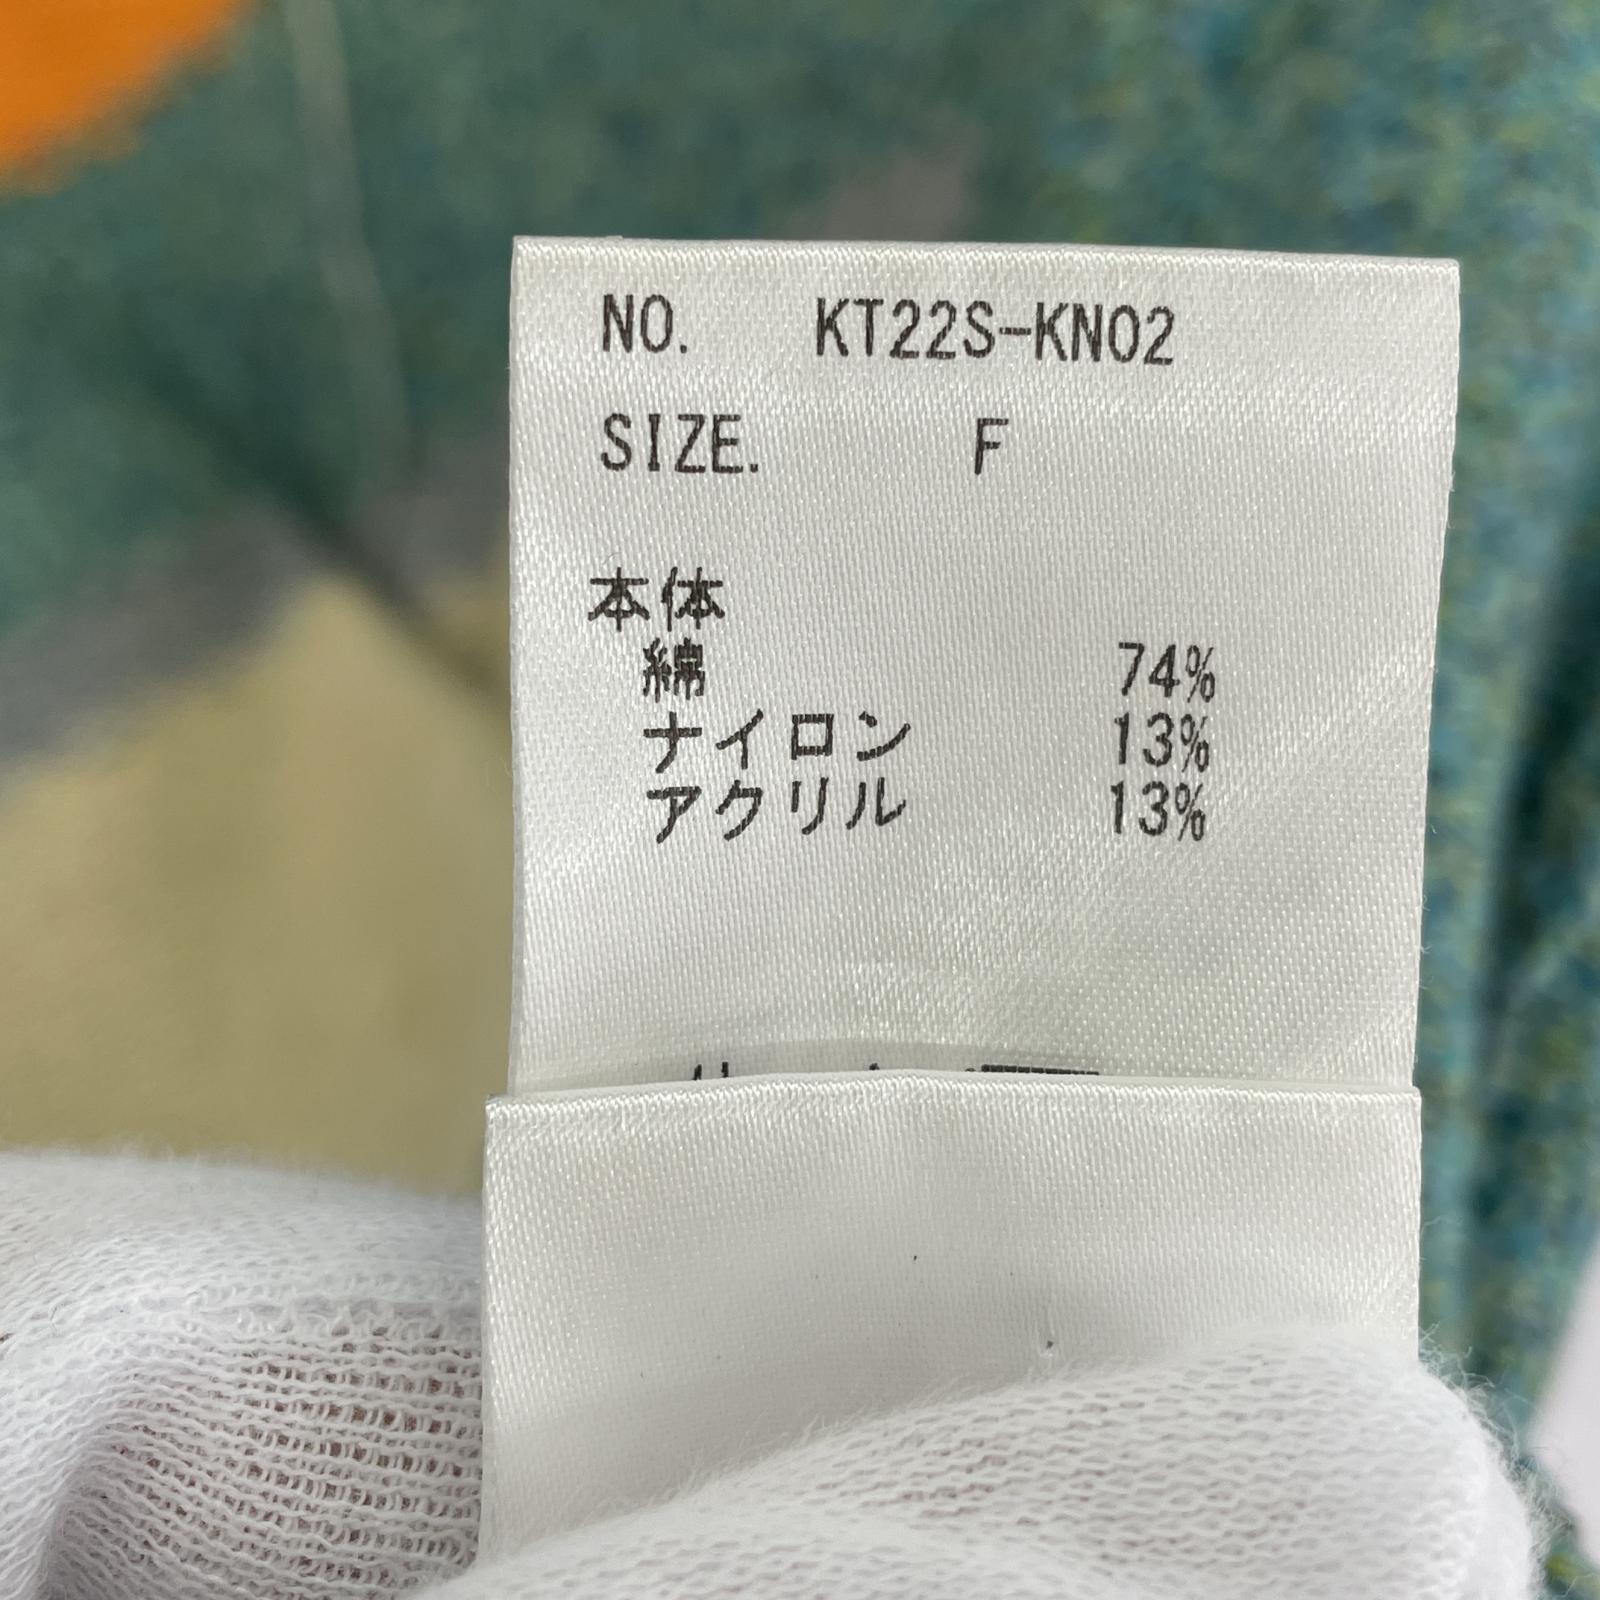 NO. KT22S-KN02
SIZE. F
本体
綿 74%
ナイロン 13%
アクリル 13%